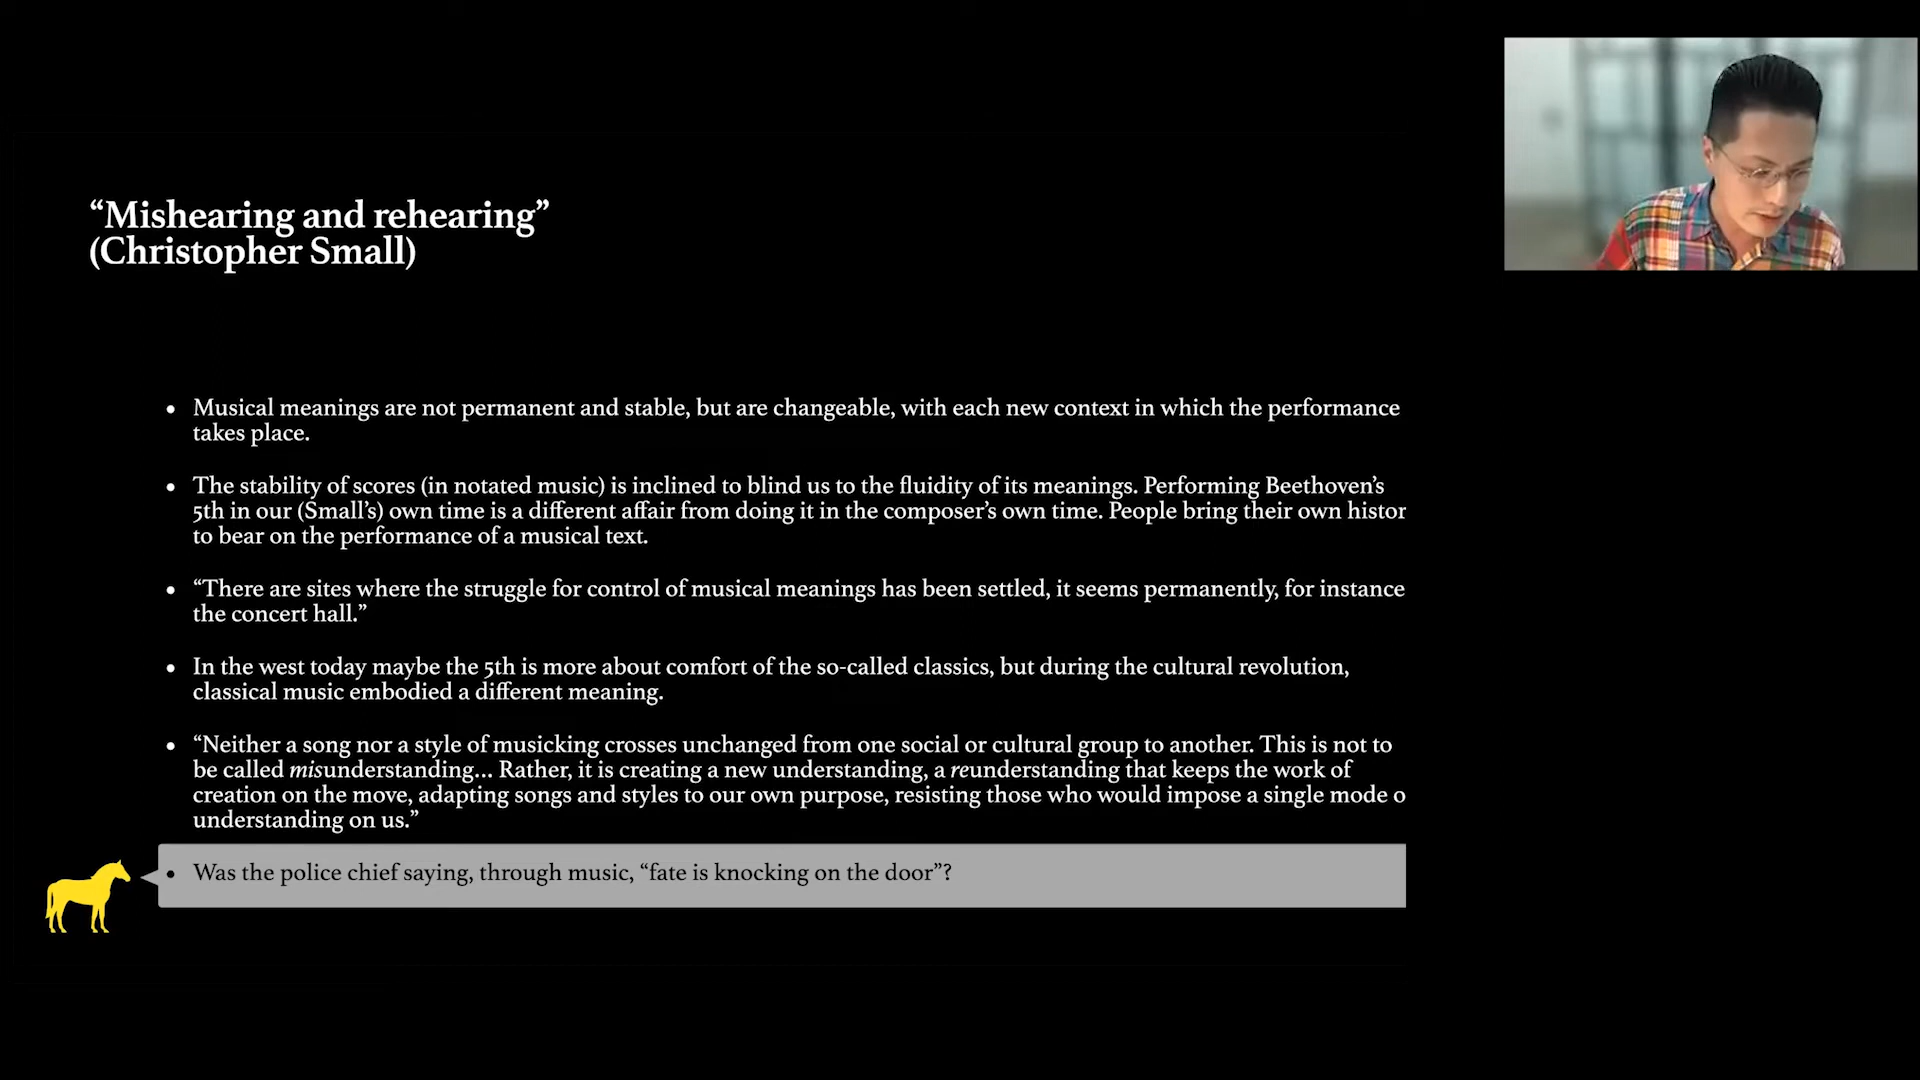 “Mishearing and rehearing”
(Christopher Small)
• Musical meanings are not permanent and stable, but are changeable, with each new context in which the performance
takes place.
• The stability of scores (in notated music) is inclined to blind us to the fluidity of its meanings. Performing Beethoven’s
5th in our (Small’s) own time is a different affair from doing it in the composer’s own time. People bring their own histor
to bear on the performance of a musical text.
• “There are sites where the struggle for control of musical meanings has been settled, it seems permanently, for instance
the concert hall.”
• In the west today maybe the 5th is more about comfort of the so-called classics, but during the cultural revolution,
classical music embodied a different meaning.
• “Neither a song nor a style of musicking crosses unchanged from one social or cultural group to another. This is not to
be called misunderstanding... Rather, it is creating a new understanding, a reunderstanding that keeps the work of
creation on the move, adapting songs and styles to our own purpose, resisting those who would impose a single mode o
understanding on us.”
• Was the police chief saying, through music, “fate is knocking on the door”?